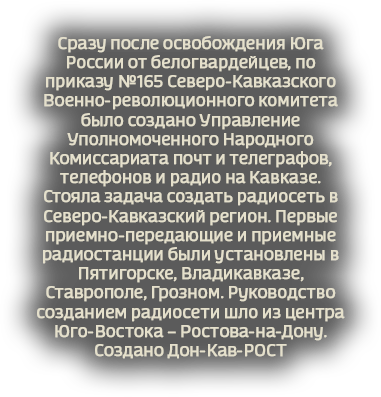 Сразу после освобождения Юга
России от белогвардейцев, по
приказу №165 Северо-Кавказского
Военно-революционного комитета
было создано Управление
Уполномоченного Народного
Комиссариата почт и телеграфов,
телефонов и радио на Кавказе.
Стояла задача создать радиосеть в
Северо-Кавказский регион. Первые
приемно-передающие и приемные
радиостанции были установлены в
Пятигорске, Владикавказе,
Ставрополе, Грозном. Руководство
созданием радиосети шло из центра
Юго-Востока – Ростова-на-Дону.
Создано Дон-Кав-РОСТ